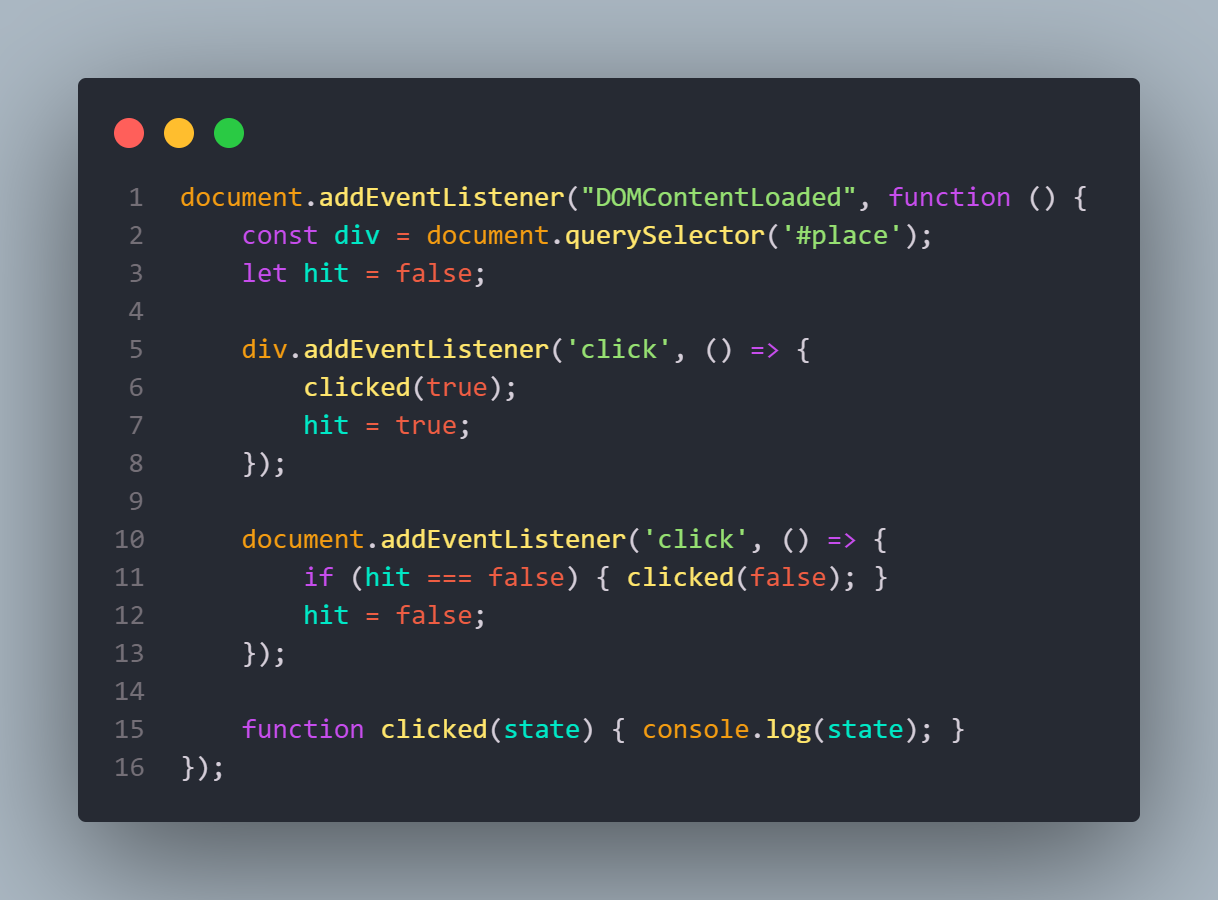 1 document.addEventListener("DOMContentLoaded", function () {
2     const div = document.querySelector('#place');
3     let hit = false;
4
5     div.addEventListener('click', () => {
6         clicked(true);
7         hit = true;
8     });
9
10     document.addEventListener('click', () => {
11         if (hit === false) { clicked(false); }
12         hit = false;
13     });
14
15     function clicked(state) { console.log(state); }
16 });